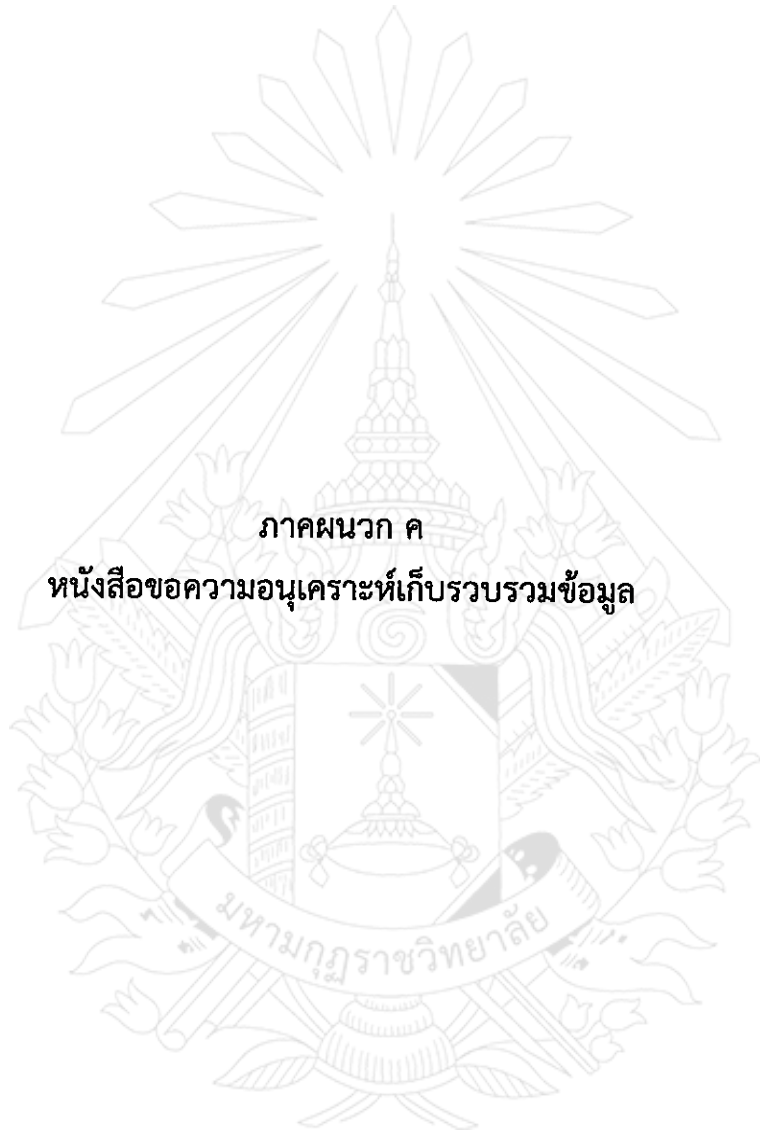 ภาคผนวก ค
หนังสือขอความอนุเคราะห์เก็บรวบรวมข้อมูล
มหามกุฏราชวิทยาลัย